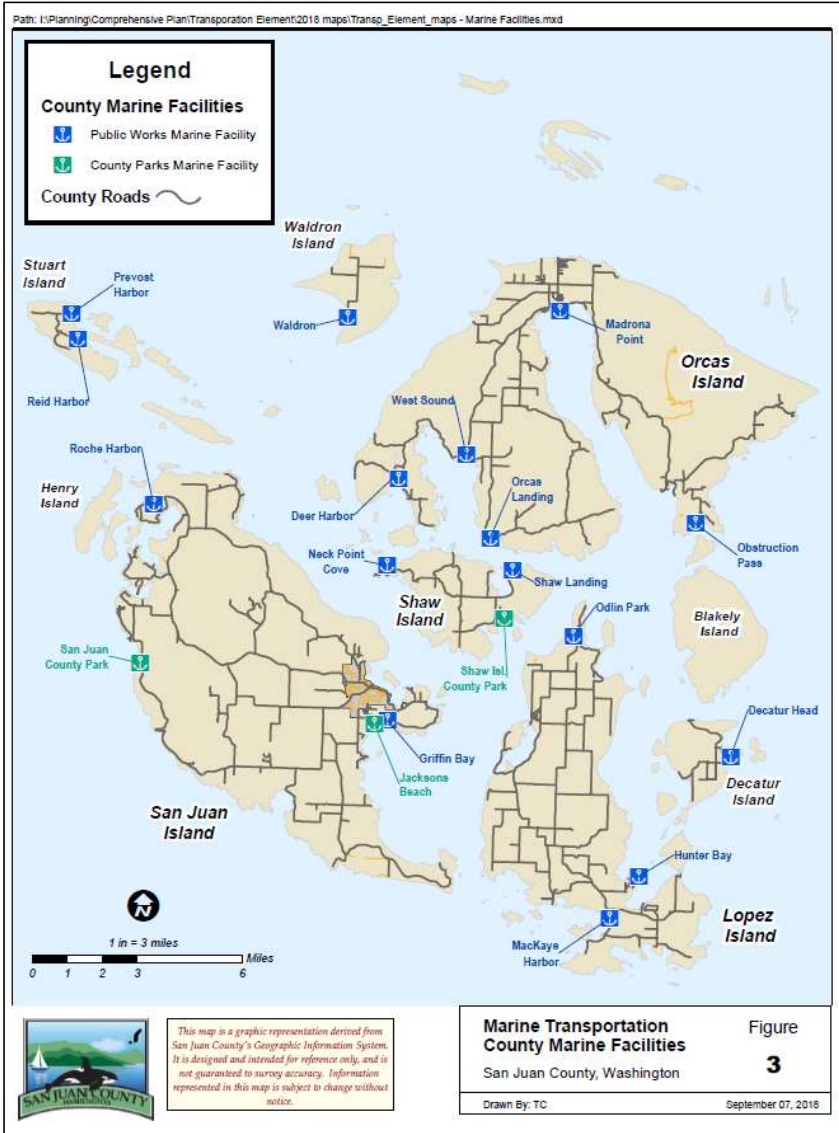 Path: I:\Planning\Comprehensive Plan\Transporation Element\2018 maps\Transp_Element_maps - Marine Facilities.mxd
Legend
County Marine Facilities
Public Works Marine Facility
County Parks Marine Facility
County Roads
Waldron
Island
Stuart
Island
Prevost
Harbor
Waldron
Madrona
Point
Orcas
Island
Reid Harbor
West Sound
Roche Harbor
Henry
Island
Deer Harbor
Orcas
Landing
Obstruction
Pass
Neck Point
Cove
Shaw Landing
Shaw
Island
Odlin Park
Blakely
Island
San Juan
County Park
Shaw Isl.
County Park
Decatur Head
Griffin Bay
Jacksons
Beach
Decatur
Island
San Juan
Island
Hunter Bay
Lopez
Island
MacKaye
Harbor
N
1 in = 3 miles
Miles
0 1 2 3 6
SAN JUAN COUNTY
WASHINGTON
This map is a graphic representation derived from
San Juan County's Geographic Information System.
It is designed and intended for reference only, and is
not guaranteed to survey accuracy. Information
represented in this map is subject to change without
notice.
Marine Transportation
County Marine Facilities
San Juan County, Washington
Figure
3
Drawn By: TC
September 07, 2018